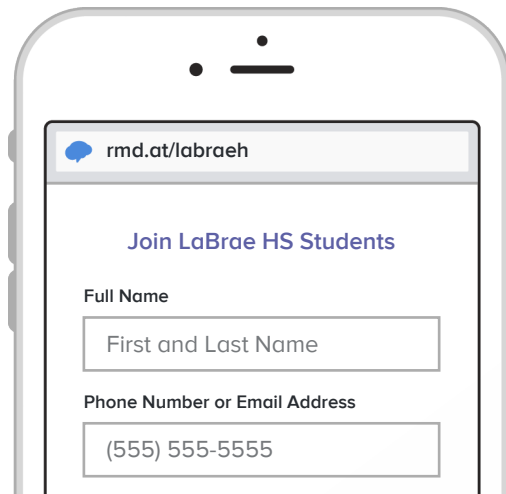 rmd.at/labraeh
Join LaBrae HS Students
Full Name
First and Last Name
Phone Number or Email Address
(555) 555-5555